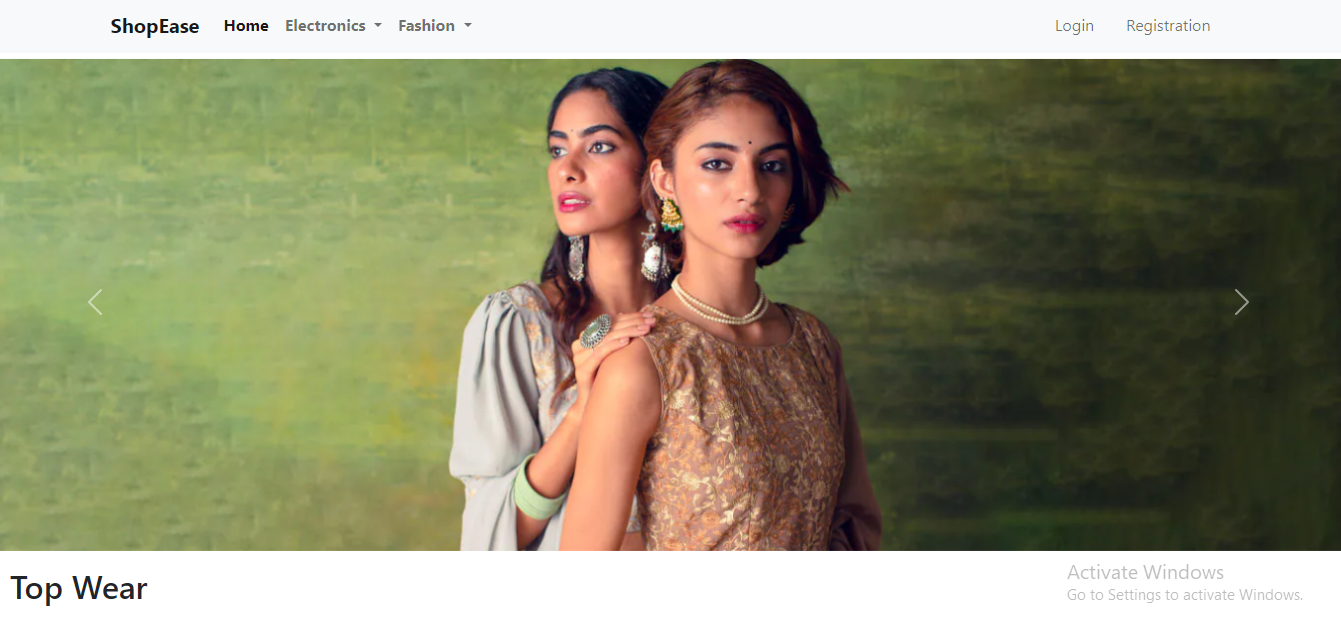 ShopEase Home Electronics Fashion Login Registration
Top Wear
Activate Windows
Go to Settings to activate Windows.